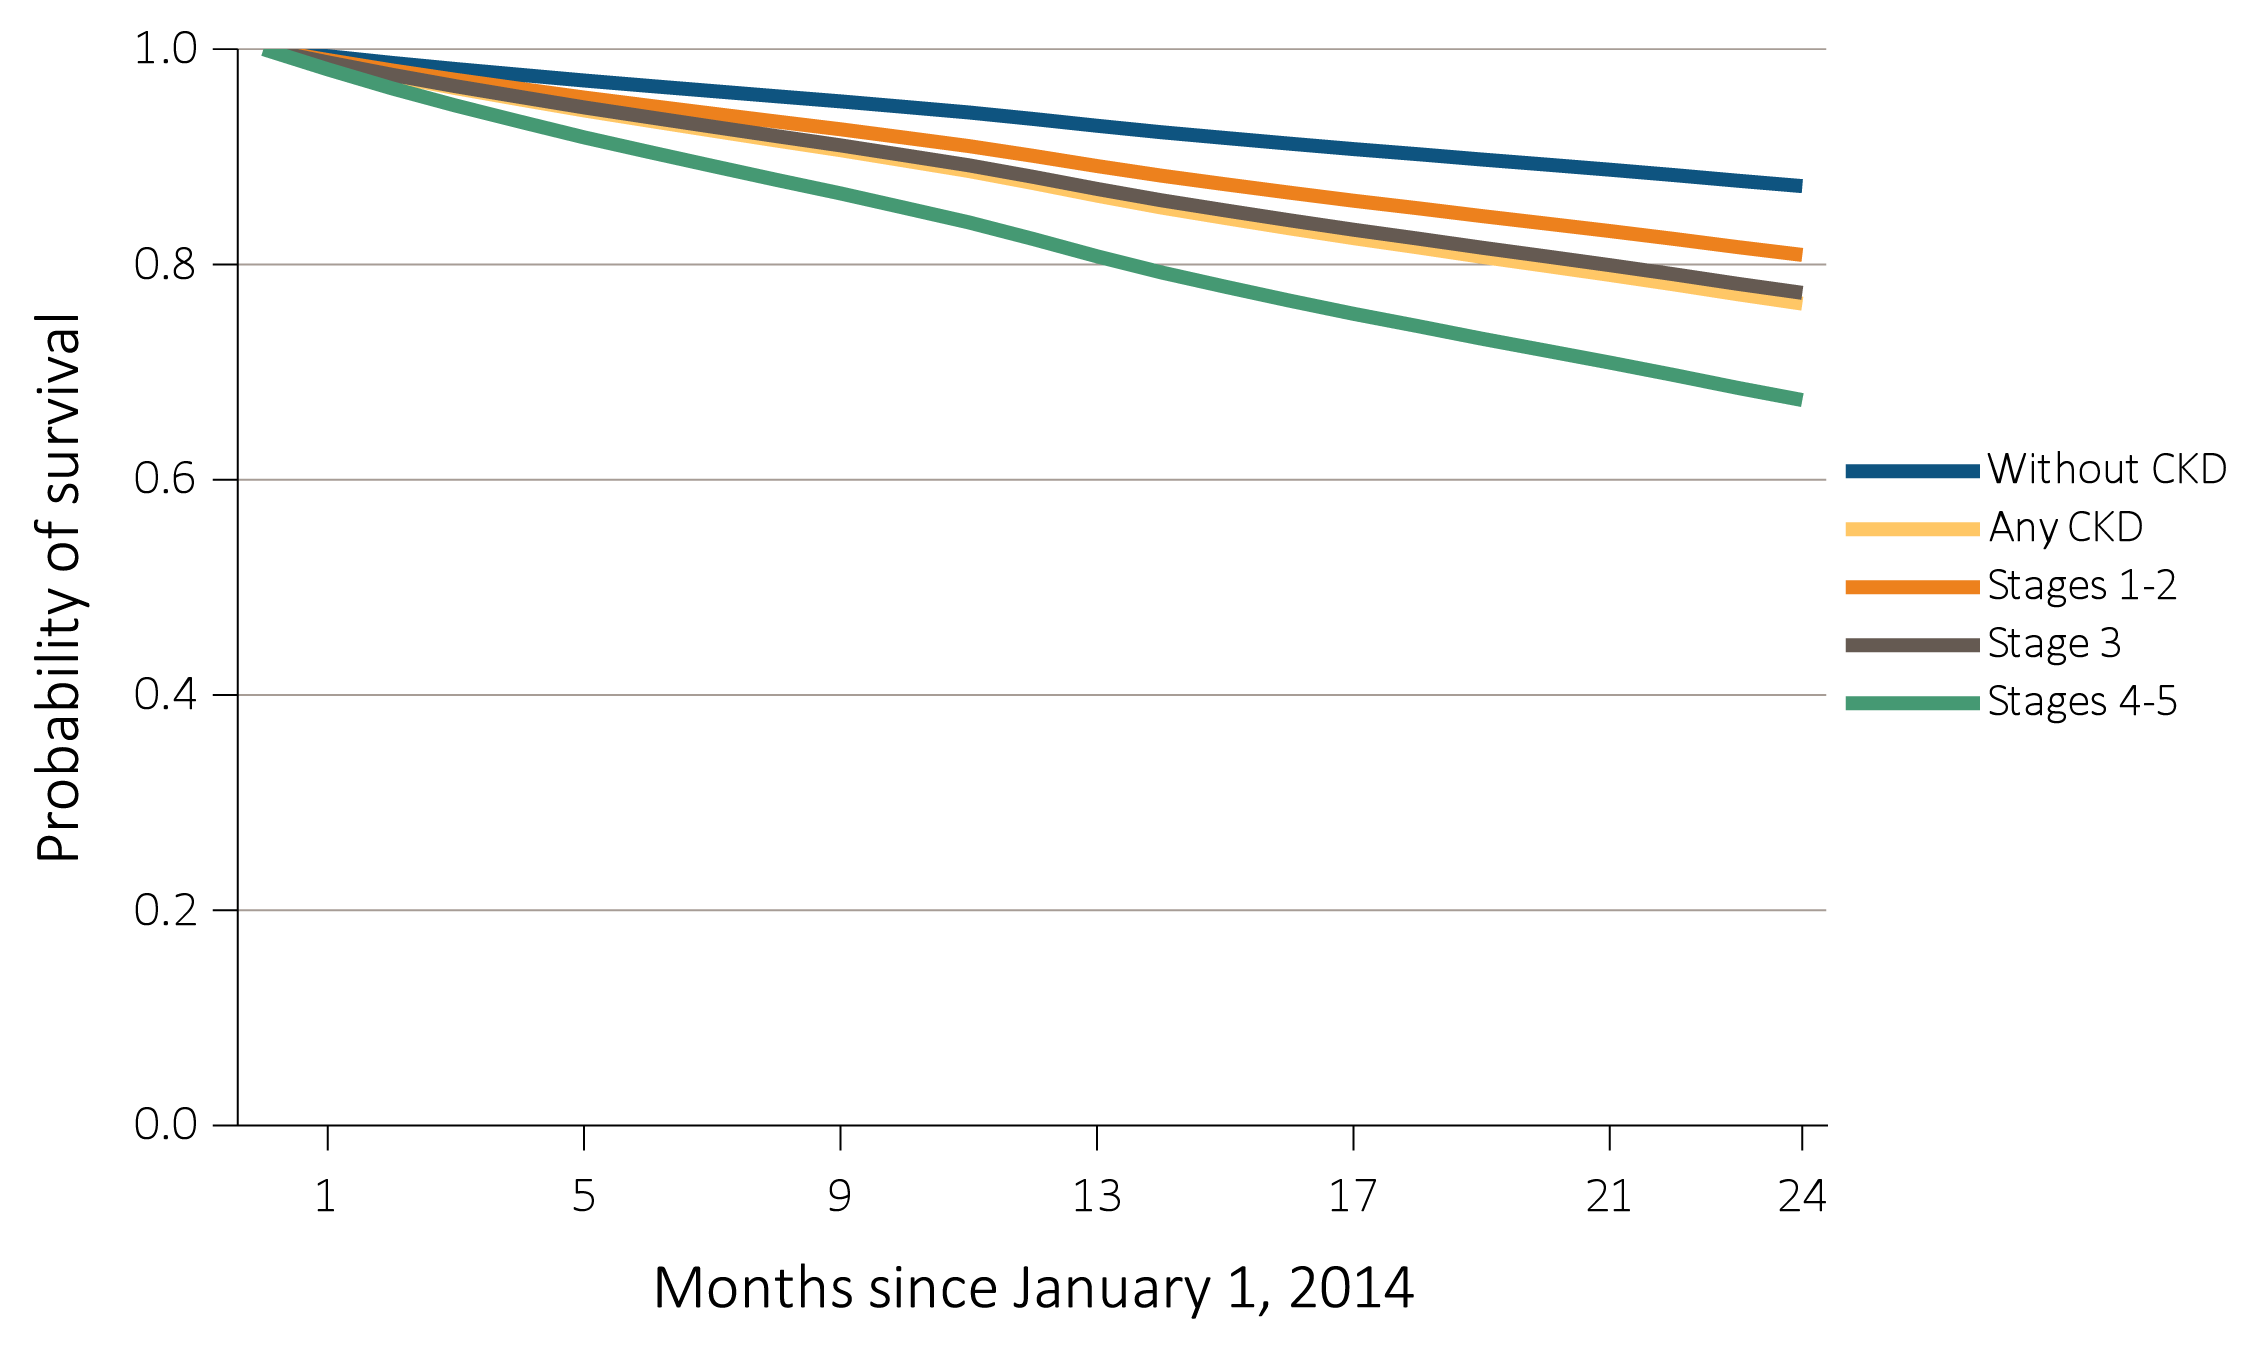 Probability of survival
1.0
0.8
0.6
0.4
0.2
0.0
1 5 9 13 17 21 24
Months since January 1, 2014
Without CKD
Any CKD
Stages 1-2
Stage 3
Stages 4-5